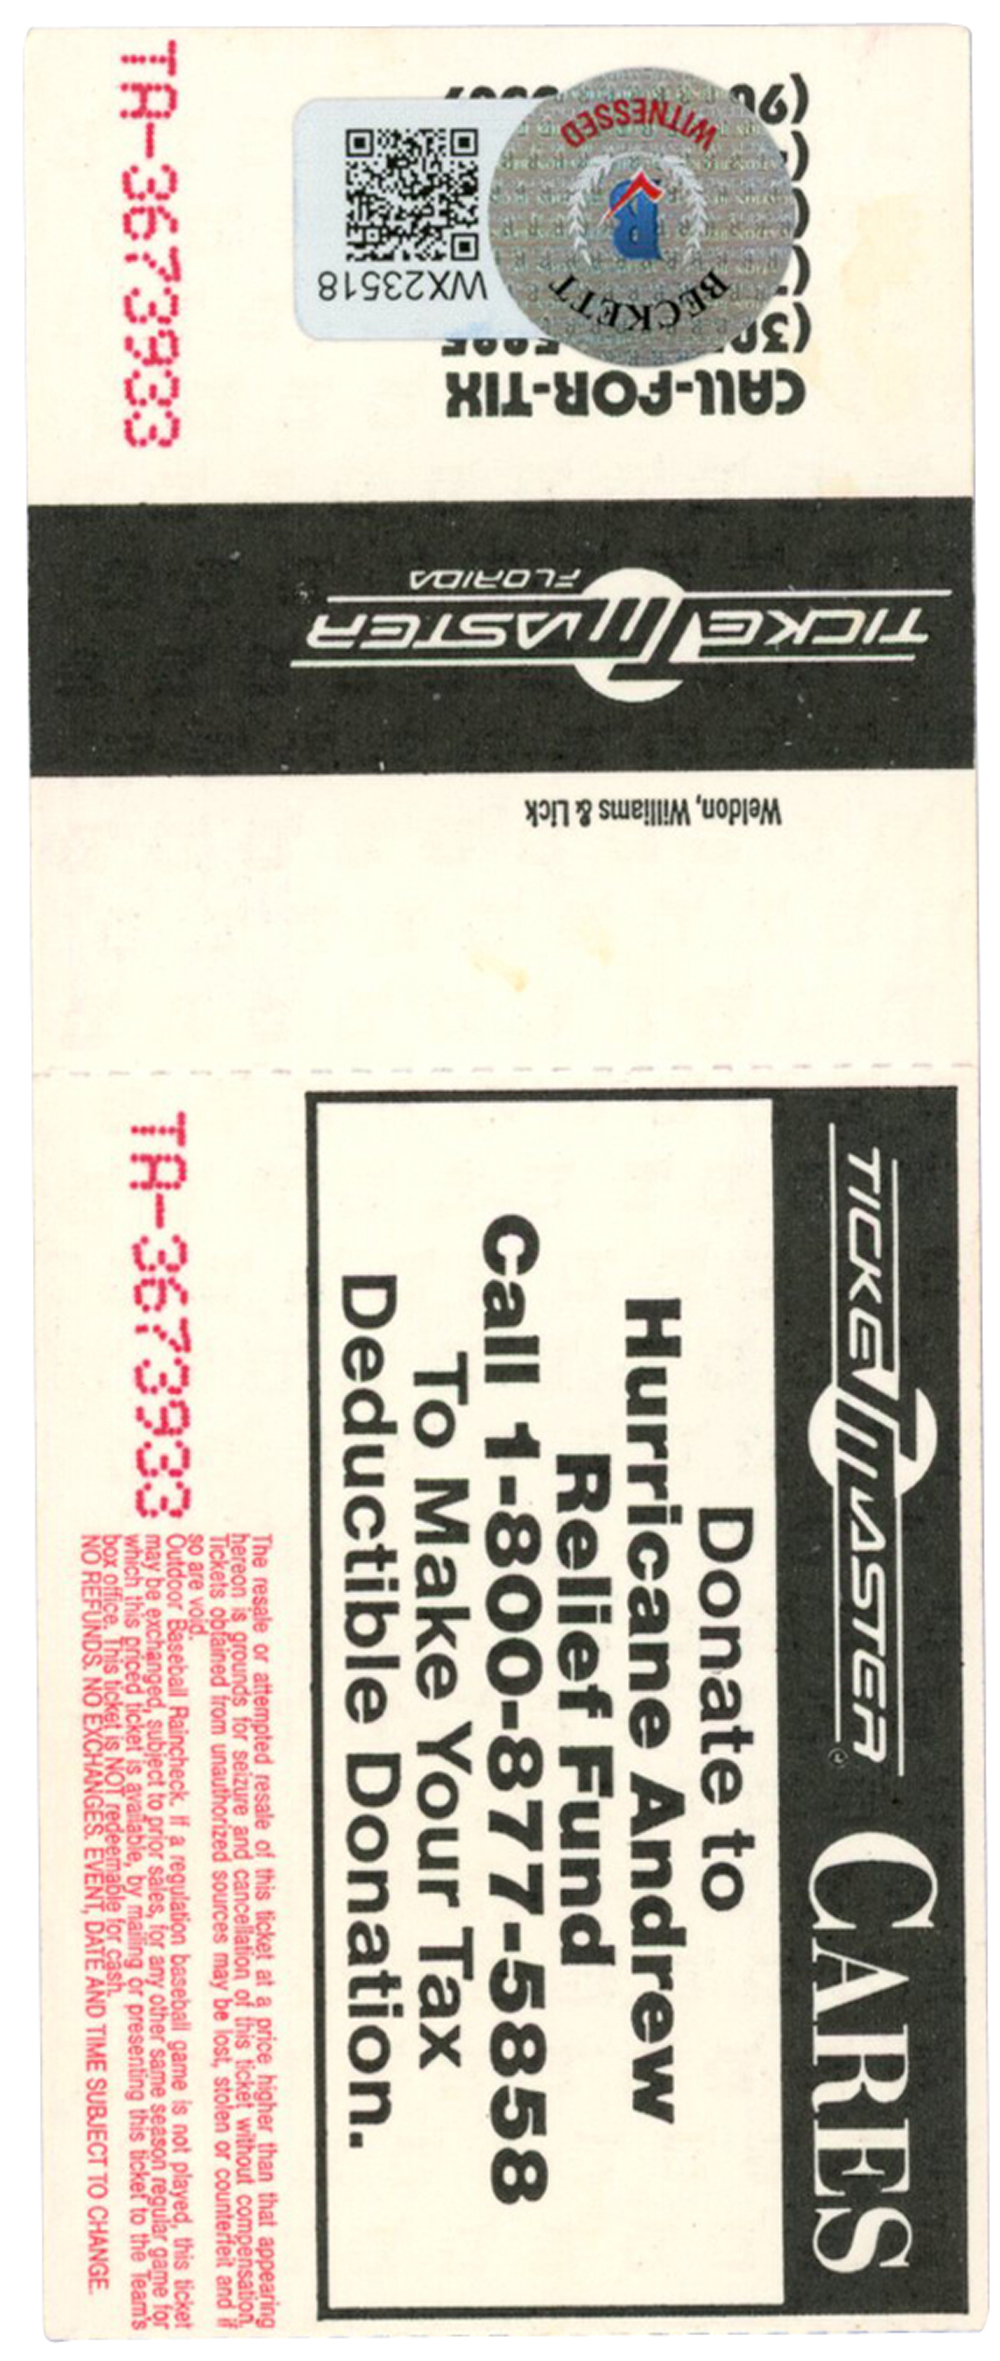 TA-3673933
WITNESSED
BECKETT
WX23518
CALL-FOR-TIX
TICKETMASTER
FLORIDA
Weldon, Williams & Lick
TA-3673933
TICKETMASTER® CARES
Donate to
Hurricane Andrew
Relief Fund
Call 1-800-877-5858
To Make Your Tax
Deductible Donation.
The resale or attempted resale of this ticket at a price higher than that appearing
hereon is grounds for seizure and cancellation of this ticket without compensation.
Tickets obtained from unauthorized sources may be lost, stolen or counterfeit and if
so are void.
Outdoor Baseball Raincheck. If a regulation baseball game is not played, this ticket
may be exchanged, subject to prior sales, for any other same season regular game for
which this priced ticket is available, by mailing or presenting this ticket to the Team's
box office. This ticket is NOT redeemable for cash.
NO REFUNDS. NO EXCHANGES. EVENT, DATE AND TIME SUBJECT TO CHANGE.